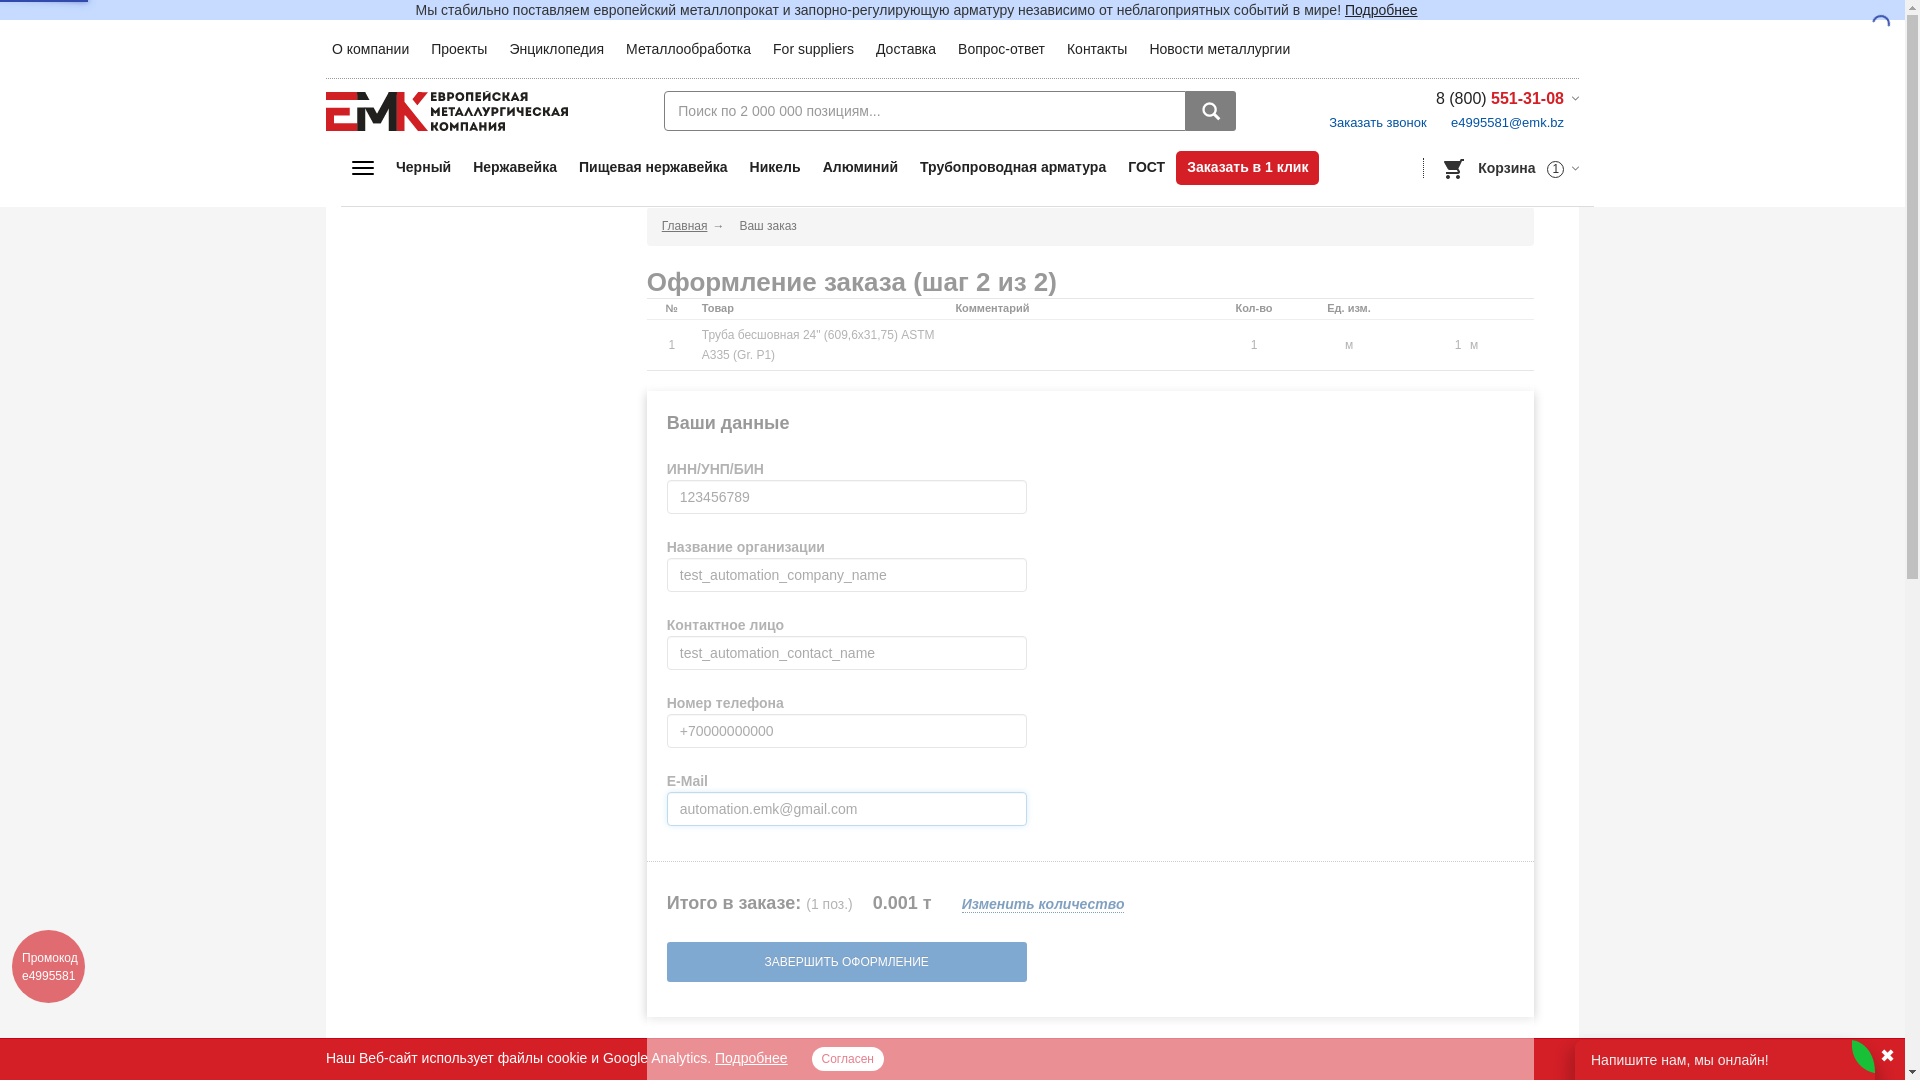 Мы стабильно поставляем европейский металлопрокат и запорно-регулирующую арматуру независимо от неблагоприятных событий в мире! Подробнее
О компании Проекты Энциклопедия Металлообработка For suppliers Доставка Вопрос-ответ Контакты Новости металлургии
ЕМК ЕВРОПЕЙСКАЯ
МЕТАЛЛУРГИЧЕСКАЯ
КОМПАНИЯ
Поиск по 2 000 000 позициям...
8 (800) 551-31-08
Заказать звонок e4995581@emk.bz
Черный Нержавейка Пищевая нержавейка Никель Алюминий Трубопроводная арматура ГОСТ Заказать в 1 клик Корзина 1
Главная → Ваш заказ
Оформление заказа (шаг 2 из 2)
№ Товар Комментарий Кол-во Ед. изм.
1 Труба бесшовная 24" (609,6х31,75) ASTM
A335 (Gr. P1) 1 м 1 м
Ваши данные
ИНН/УНП/БИН
123456789
Название организации
test_automation_company_name
Контактное лицо
test_automation_contact_name
Номер телефона
+70000000000
E-Mail
automation.emk@gmail.com
Итого в заказе: (1 поз.) 0.001 т Изменить количество
ЗАВЕРШИТЬ ОФОРМЛЕНИЕ
Промокод
e4995581
Наш Веб-сайт использует файлы cookie и Google Analytics. Подробнее Согласен
Напишите нам, мы онлайн!